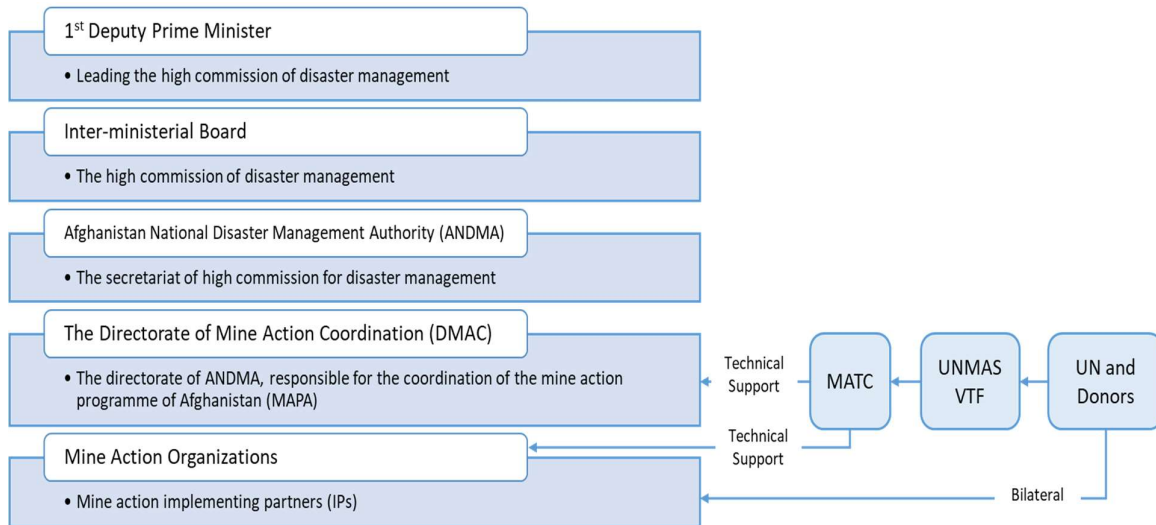 1st Deputy Prime Minister
• Leading the high commission of disaster management
Inter-ministerial Board
• The high commission of disaster management
Afghanistan National Disaster Management Authority (ANDMA)
• The secretariat of high commission for disaster management
The Directorate of Mine Action Coordination (DMAC)
• The directorate of ANDMA, responsible for the coordination of the mine action
programme of Afghanistan (MAPA)
Technical
Support
MATC
UNMAS
VTF
UN and
Donors
Technical
Support
Mine Action Organizations
• Mine action implementing partners (IPs)
Bilateral